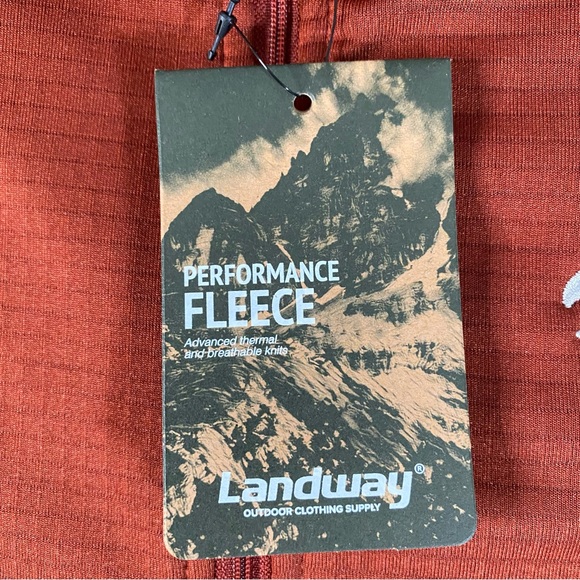 PERFORMANCE
FLEECE
Advanced thermal
and breathable knits
Landway®
OUTDOOR CLOTHING SUPPLY